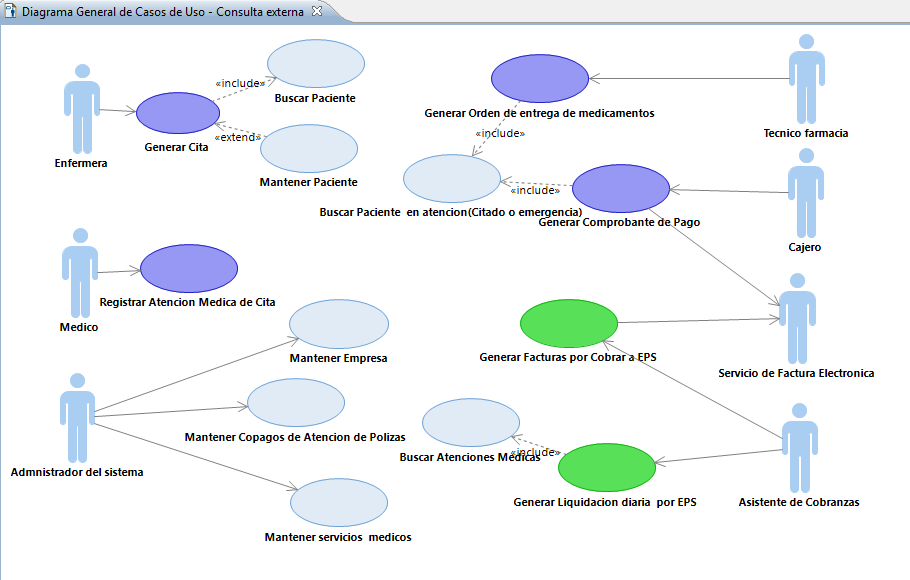 Diagrama General de Casos de Uso - Consulta externa
«include»
Buscar Paciente
Enfermera
Generar Cita
«extend»
Mantener Paciente
Generar Orden de entrega de medicamentos
Tecnico farmacia
«include»
Buscar Paciente en atencion(Citado o emergencia)
«include»
Generar Comprobante de Pago
Cajero
Medico
Registrar Atencion Medica de Cita
Mantener Empresa
Generar Facturas por Cobrar a EPS
Servicio de Factura Electronica
Admnistrador del sistema
Mantener Copagos de Atencion de Polizas
Buscar Atenciones Médicas
«include»
Generar Liquidacion diaria por EPS
Asistente de Cobranzas
Mantener servicios medicos